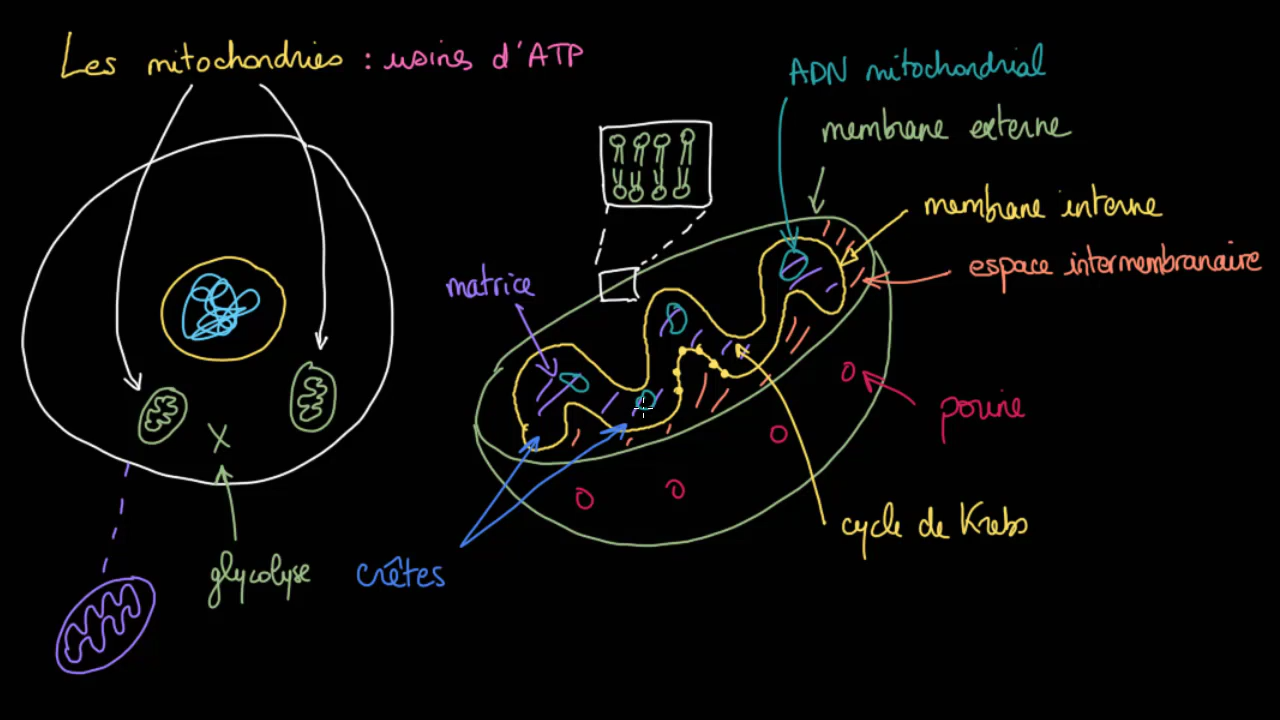 Les mitochondries : usines d'ATP
ADN mitochondrial
membrane externe
membrane interne
espace intermembranaire
matrice
porine
cycle de Krebs
X
glycolyse
crêtes